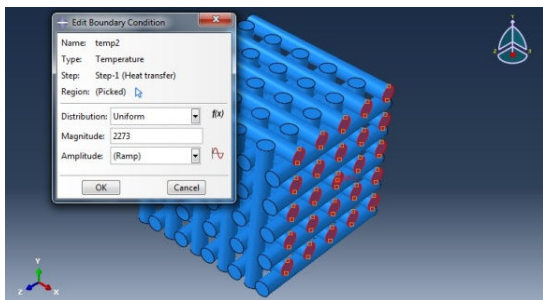 Edit Boundary Condition
Name: temp2
Type: Temperature
Step: Step-1 (Heat transfer)
Region: (Picked)
Distribution: Uniform f(x)
Magnitude: 2273
Amplitude: (Ramp)
OK Cancel
Y
Z X